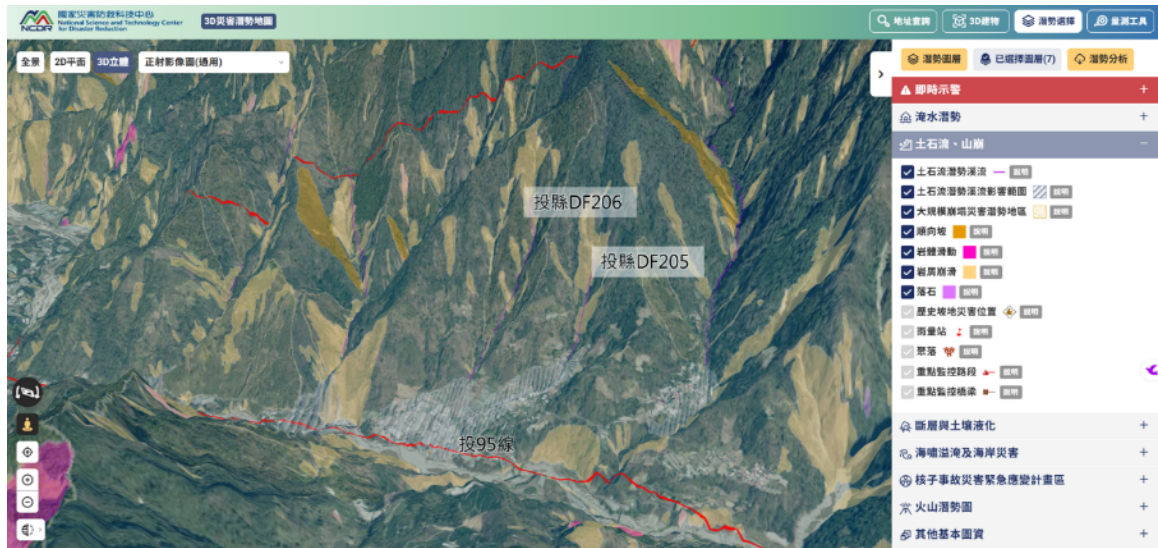 國家災害防救科技中心
National Science and Technology Center
for Disaster Reduction
NCDR
3D災害潛勢地圖
地址查詢
3D建物
潛勢選擇
量測工具
全景
2D平面
3D立體
正射影像圖(通用)
潛勢圖層
已選擇圖層(7)
潛勢分析
即時示警
淹水潛勢
土石流、山崩
土石流潛勢溪流 說明
土石流潛勢溪流影響範圍 說明
大規模崩塌災害潛勢地區 說明
順向坡 說明
岩體滑動 說明
岩屑崩滑 說明
落石 說明
歷史坡地災害位置 說明
雨量站 說明
聚落 說明
重點監控路段 說明
重點監控橋梁 說明
斷層與土壤液化
海嘯溢淹及海岸災害
核子事故災害緊急應變計畫區
火山潛勢圖
其他基本圖資
投縣DF206
投縣DF205
投95線